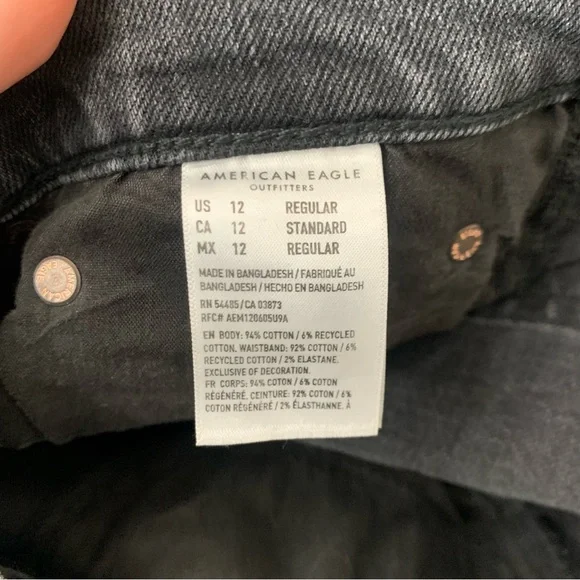 AMERICAN EAGLE
OUTFITTERS
US 12 REGULAR
CA 12 STANDARD
MX 12 REGULAR
MADE IN BANGLADESH / FABRIQUÉ AU
BANGLADESH / HECHO EN BANGLADESH
RN 54485/CA 03873
RFC# AEM120605U9A
EN BODY: 94% COTTON / 6% RECYCLED
COTTON, WAISTBAND: 92% COTTON / 6%
RECYCLED COTTON / 2% ELASTANE.
EXCLUSIVE OF DECORATION.
FR CORPS: 94% COTON / 6% COTON
RÉGÉNÉRÉ, CEINTURE: 92% COTON / 6%
COTON RÉGÉNÉRÉ / 2% ÉLASTHANNE. À